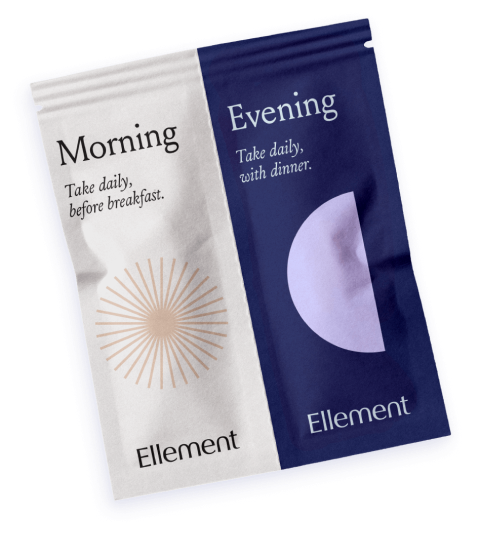 Morning
Take daily,
before breakfast.
Ellement
Evening
Take daily,
with dinner.
Ellement